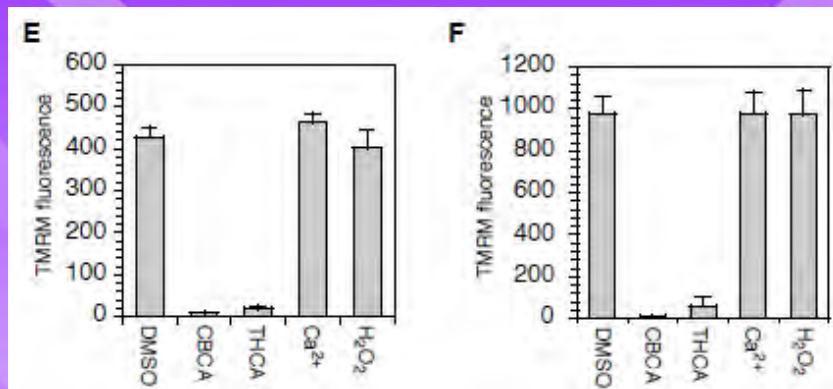 E
TMRM fluorescence
600
500
400
300
200
100
0
DMSO
CBCA
THCA
Ca²⁺
H₂O₂
F
TMRM fluorescence
1200
1000
800
600
400
200
0
DMSO
CBCA
THCA
Ca²⁺
H₂O₂